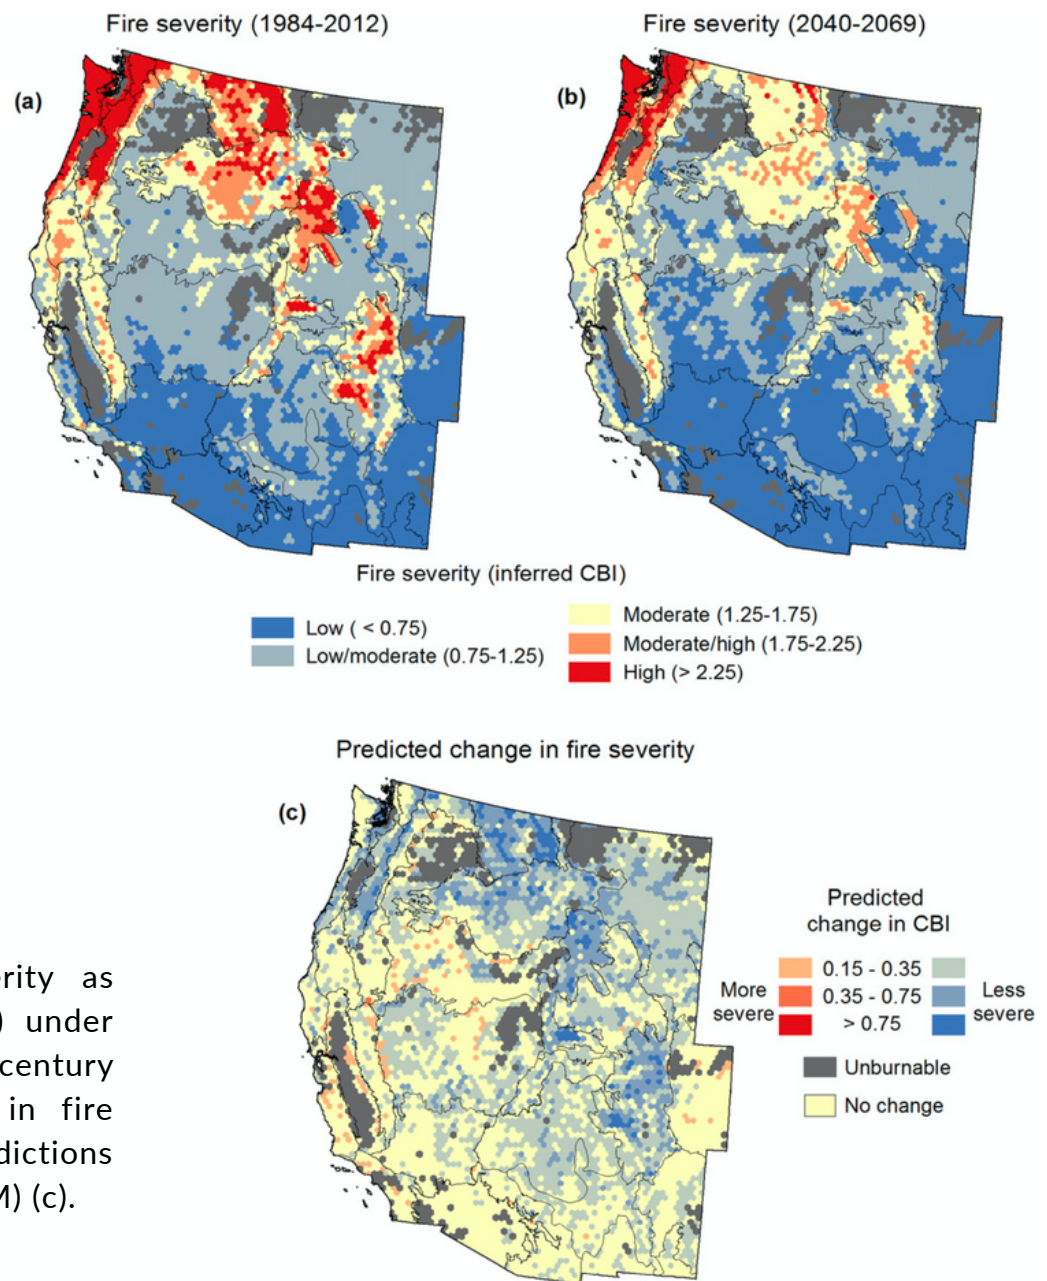 Fire severity (1984-2012)
Fire severity (2040-2069)
(a)
(b)
Fire severity (inferred CBI)
Low ( < 0.75)
Low/moderate (0.75-1.25)
Moderate (1.25-1.75)
Moderate/high (1.75-2.25)
High (> 2.25)
Predicted change in fire severity
(c)
Predicted
change in CBI
More
severe
0.15 - 0.35
0.35 - 0.75
> 0.75
Less
severe
Unburnable
No change
erity as
) under
century
in fire
dictions
M) (c).